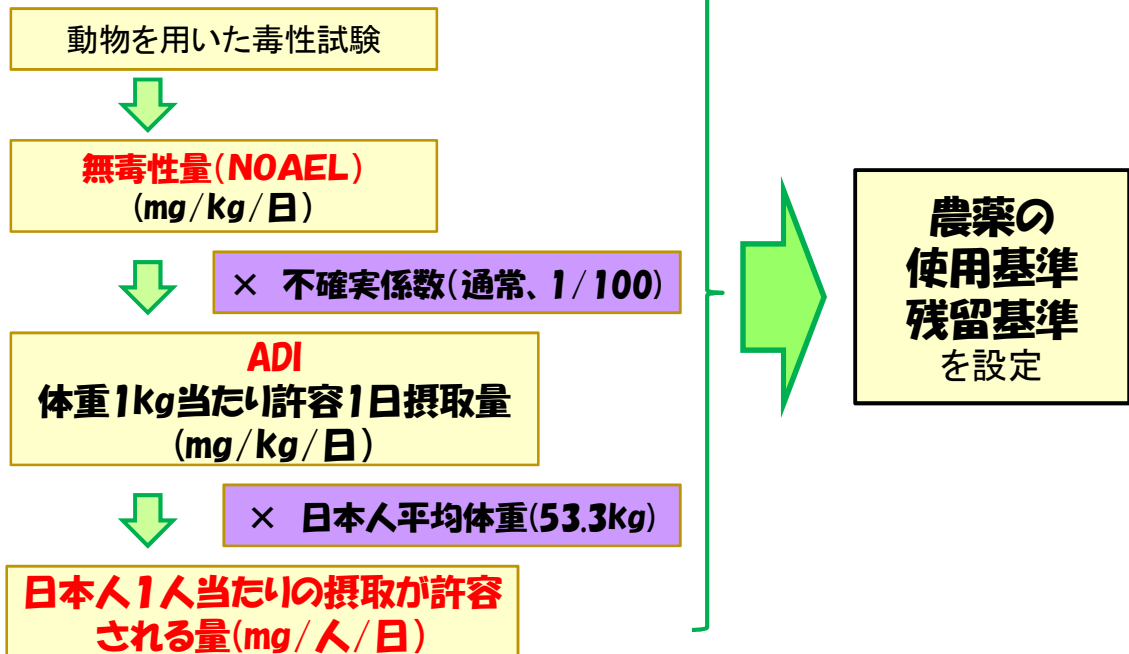 動物を用いた毒性試験
無毒性量(NOAEL)
(mg/kg/日)
× 不確実係数(通常、1/100)
ADI
体重1kg当たり許容1日摂取量
(mg/kg/日)
× 日本人平均体重(53.3kg)
日本人1人当たりの摂取が許容
される量(mg/人/日)
農薬の
使用基準
残留基準
を設定